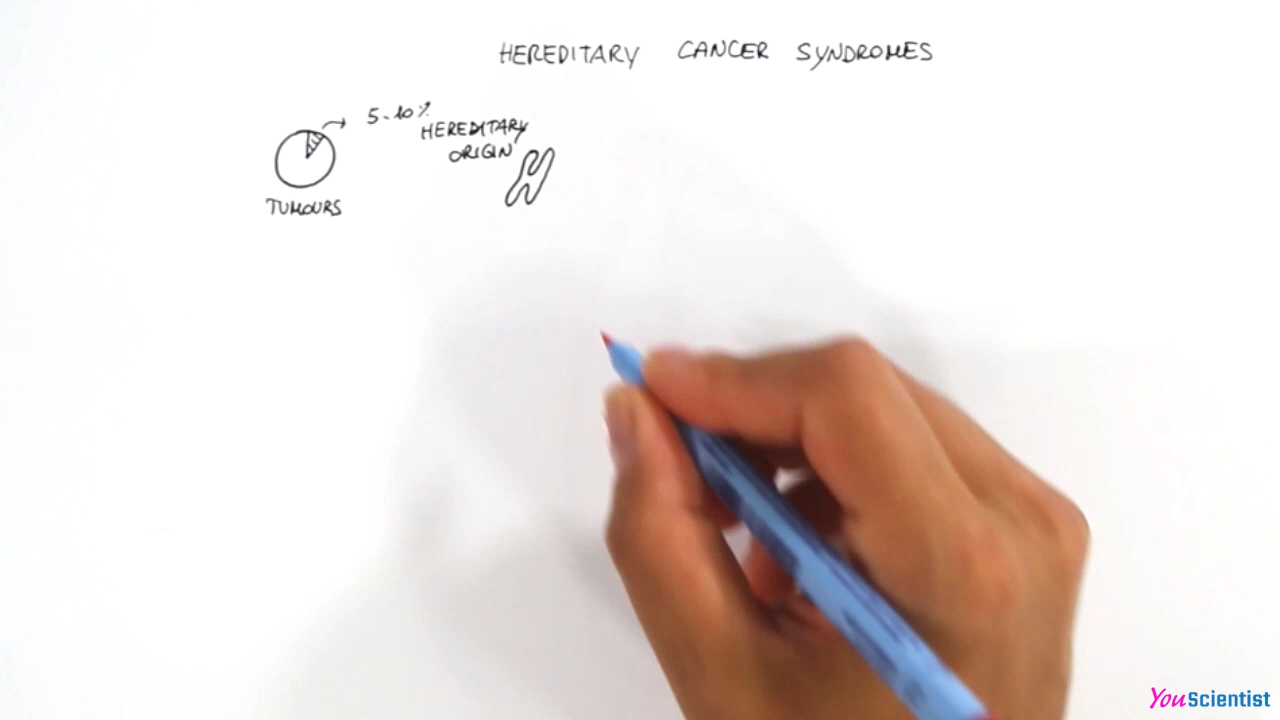 HEREDITARY CANCER SYNDROMES
5-10%
HEREDITARY
ORIGIN
TUMOURS
YouScientist